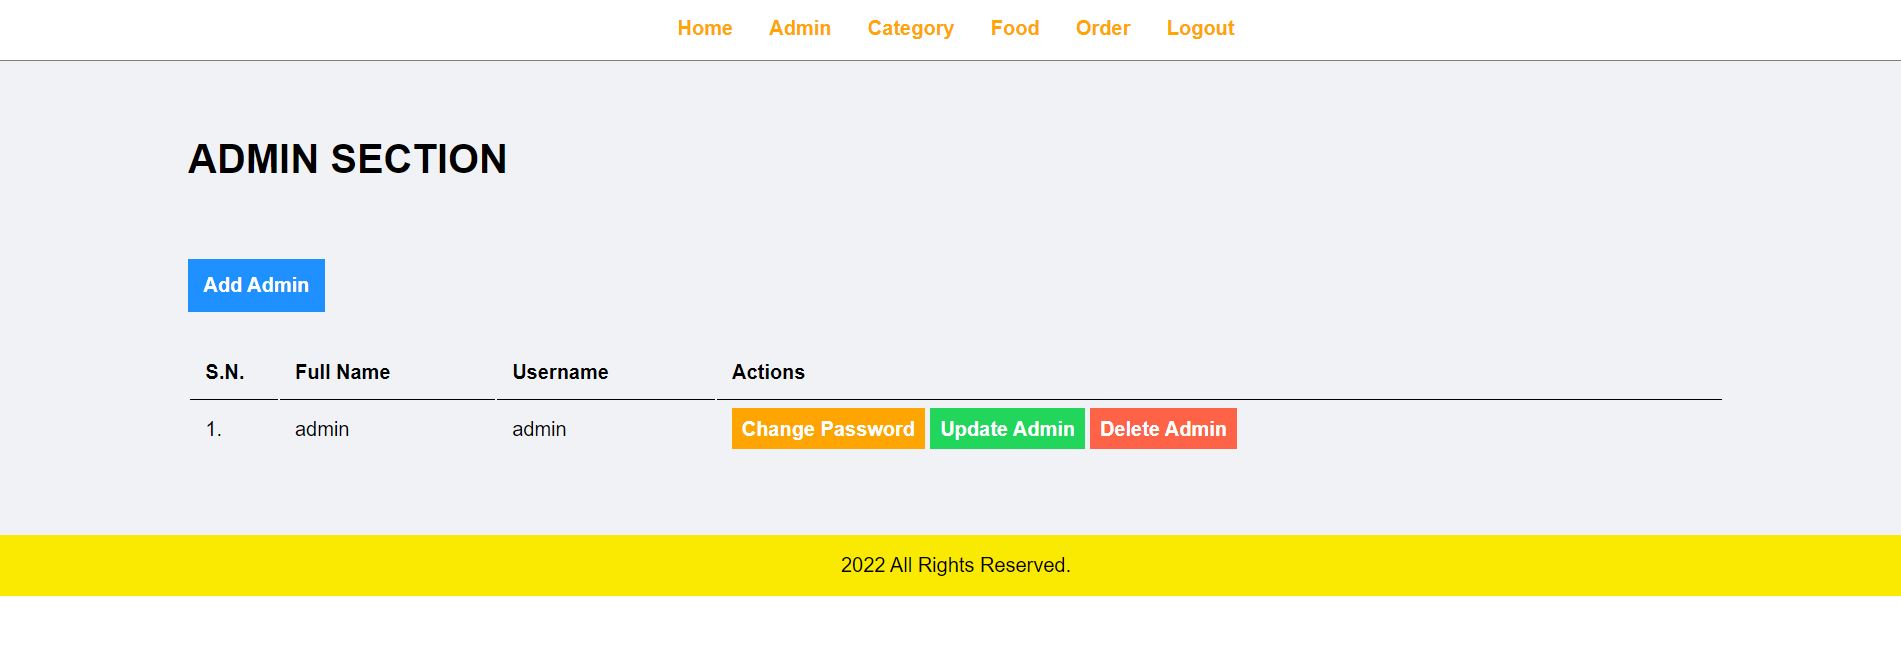 Home Admin Category Food Order Logout
ADMIN SECTION
Add Admin
S.N. Full Name Username Actions
1. admin admin Change Password Update Admin Delete Admin
2022 All Rights Reserved.